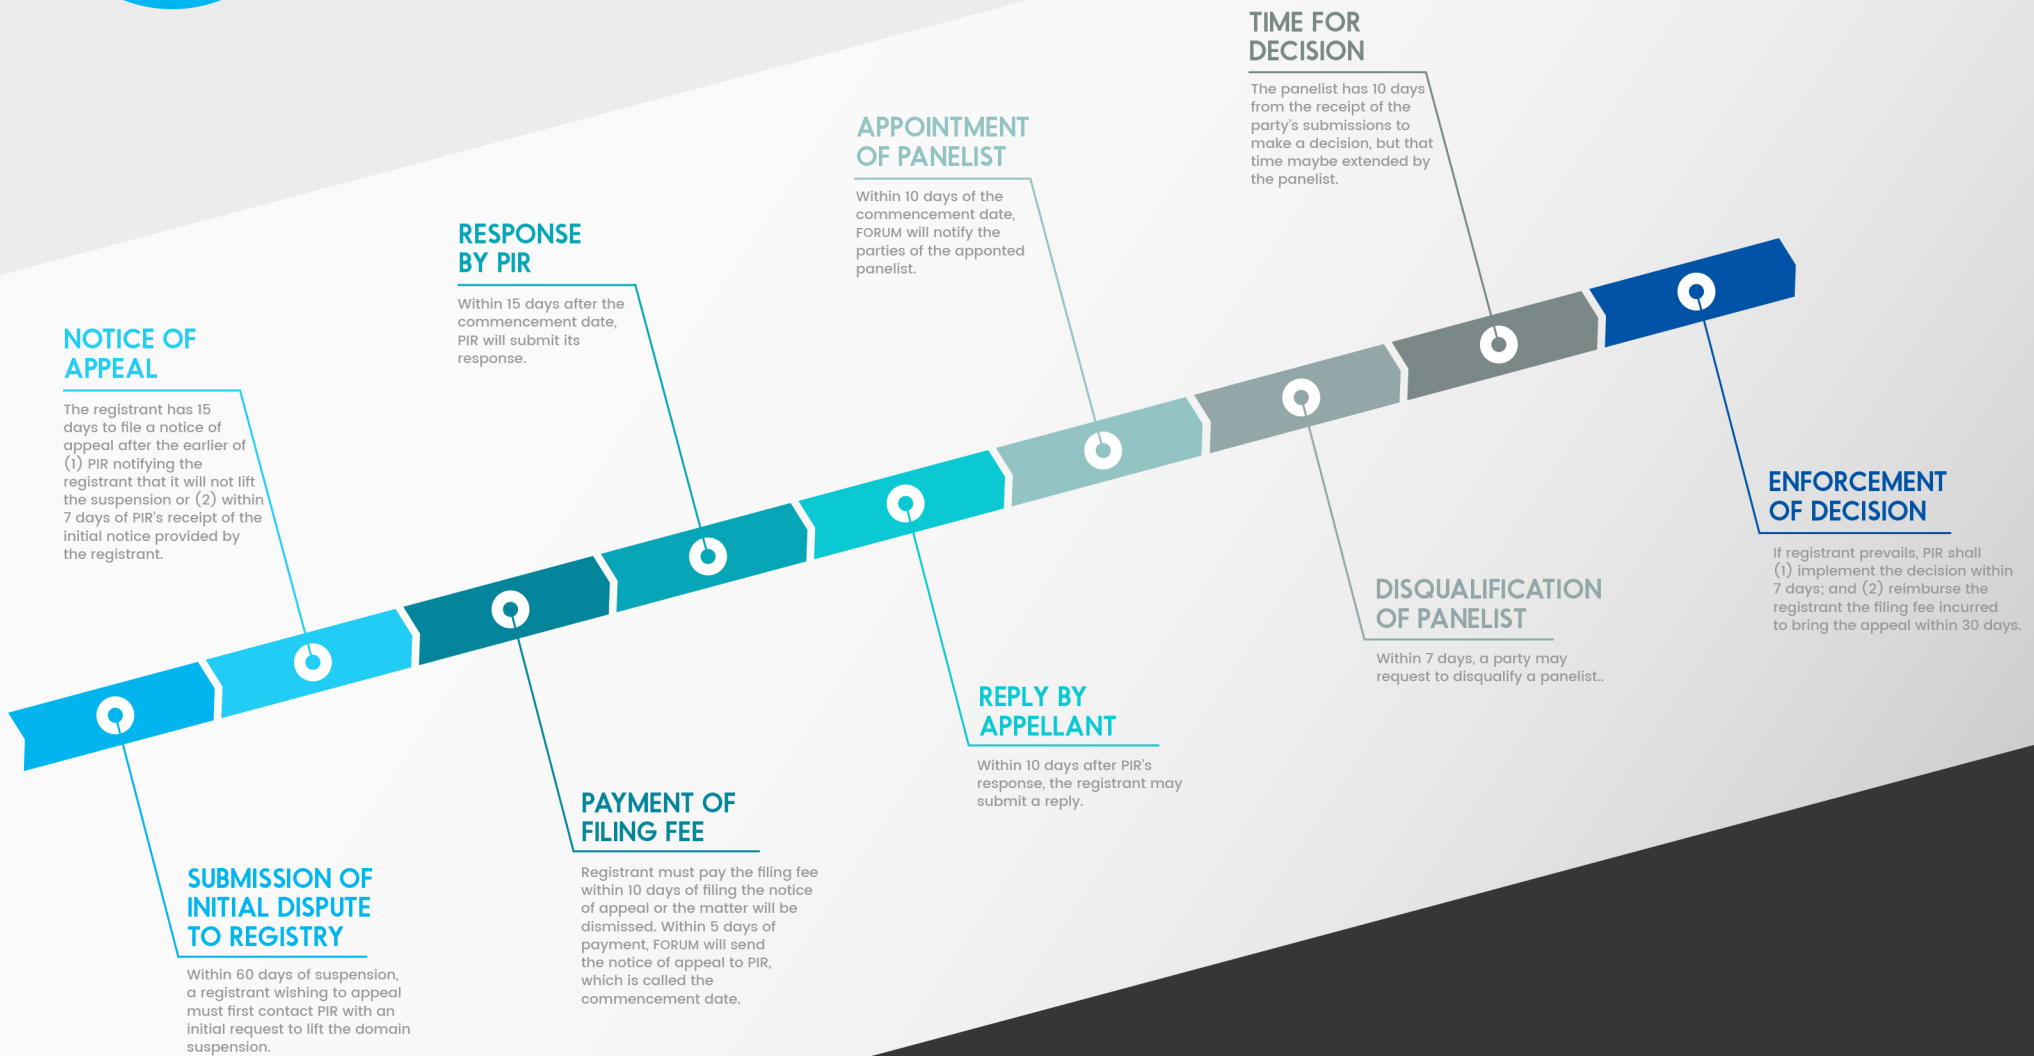 SUBMISSION OF
INITIAL DISPUTE
TO REGISTRY
Within 60 days of suspension,
a registrant wishing to appeal
must first contact PIR with an
initial request to lift the domain
suspension.
NOTICE OF
APPEAL
The registrant has 15
days to file a notice of
appeal after the earlier of
(1) PIR notifying the
registrant that it will not lift
the suspension or (2) within
7 days of PIR's receipt of the
initial notice provided by
the registrant.
PAYMENT OF
FILING FEE
Registrant must pay the filing fee
within 10 days of filing the notice
of appeal or the matter will be
dismissed. Within 5 days of
payment, FORUM will send
the notice of appeal to PIR,
which is called the
commencement date.
RESPONSE
BY PIR
Within 15 days after the
commencement date,
PIR will submit its
response.
REPLY BY
APPELLANT
Within 10 days after PIR's
response, the registrant may
submit a reply.
APPOINTMENT
OF PANELIST
Within 10 days of the
commencement date,
FORUM will notify the
parties of the apponted
panelist.
DISQUALIFICATION
OF PANELIST
Within 7 days, a party may
request to disqualify a panelist..
TIME FOR
DECISION
The panelist has 10 days
from the receipt of the
party's submissions to
make a decision, but that
time maybe extended by
the panelist.
ENFORCEMENT
OF DECISION
If registrant prevails, PIR shall
(1) implement the decision within
7 days; and (2) reimburse the
registrant the filing fee incurred
to bring the appeal within 30 days.